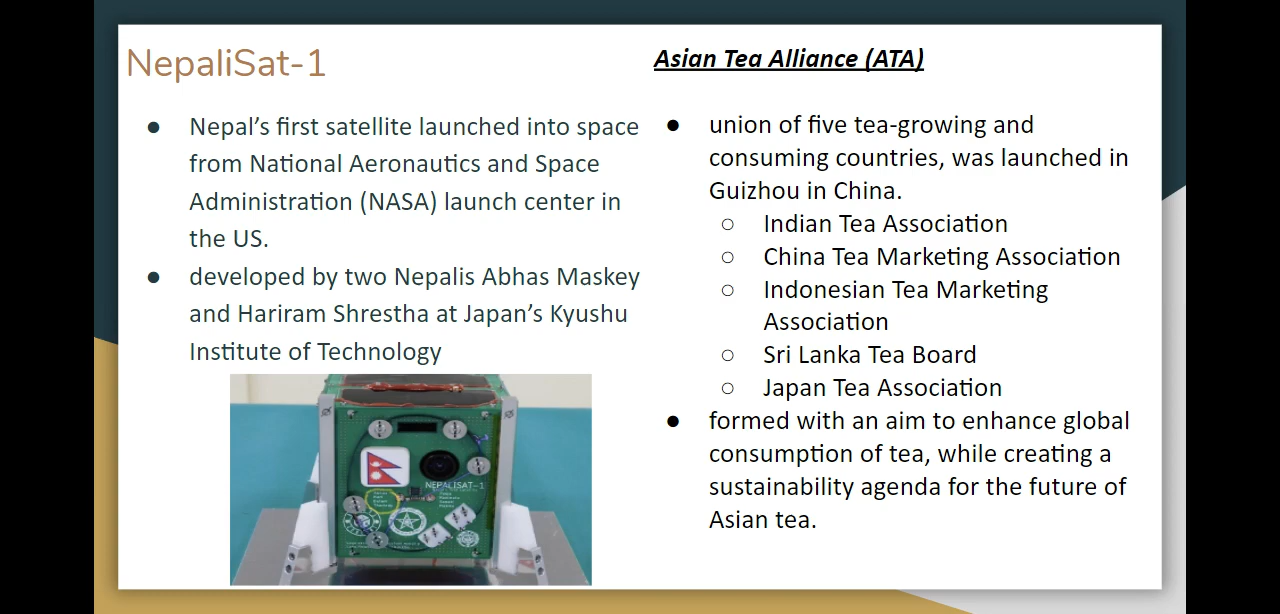 NepaliSat-1
● Nepal’s first satellite launched into space
from National Aeronautics and Space
Administration (NASA) launch center in
the US.
● developed by two Nepalis Abhas Maskey
and Hariram Shrestha at Japan’s Kyushu
Institute of Technology
NEPALISAT-1
Asian Tea Alliance (ATA)
● union of five tea-growing and
consuming countries, was launched in
Guizhou in China.
○ Indian Tea Association
○ China Tea Marketing Association
○ Indonesian Tea Marketing
Association
○ Sri Lanka Tea Board
○ Japan Tea Association
● formed with an aim to enhance global
consumption of tea, while creating a
sustainability agenda for the future of
Asian tea.